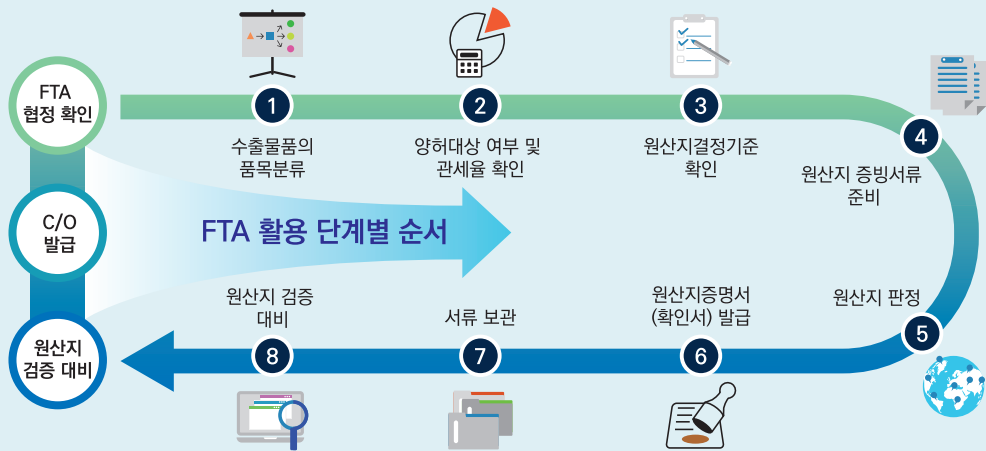 FTA
협정 확인
C/O
발급
원산지
검증 대비
FTA 활용 단계별 순서
1
수출물품의
품목분류
2
양허대상 여부 및
관세율 확인
3
원산지결정기준
확인
4
원산지 증빙서류
준비
5
원산지 판정
6
원산지증명서
(확인서) 발급
7
서류 보관
8
원산지 검증
대비